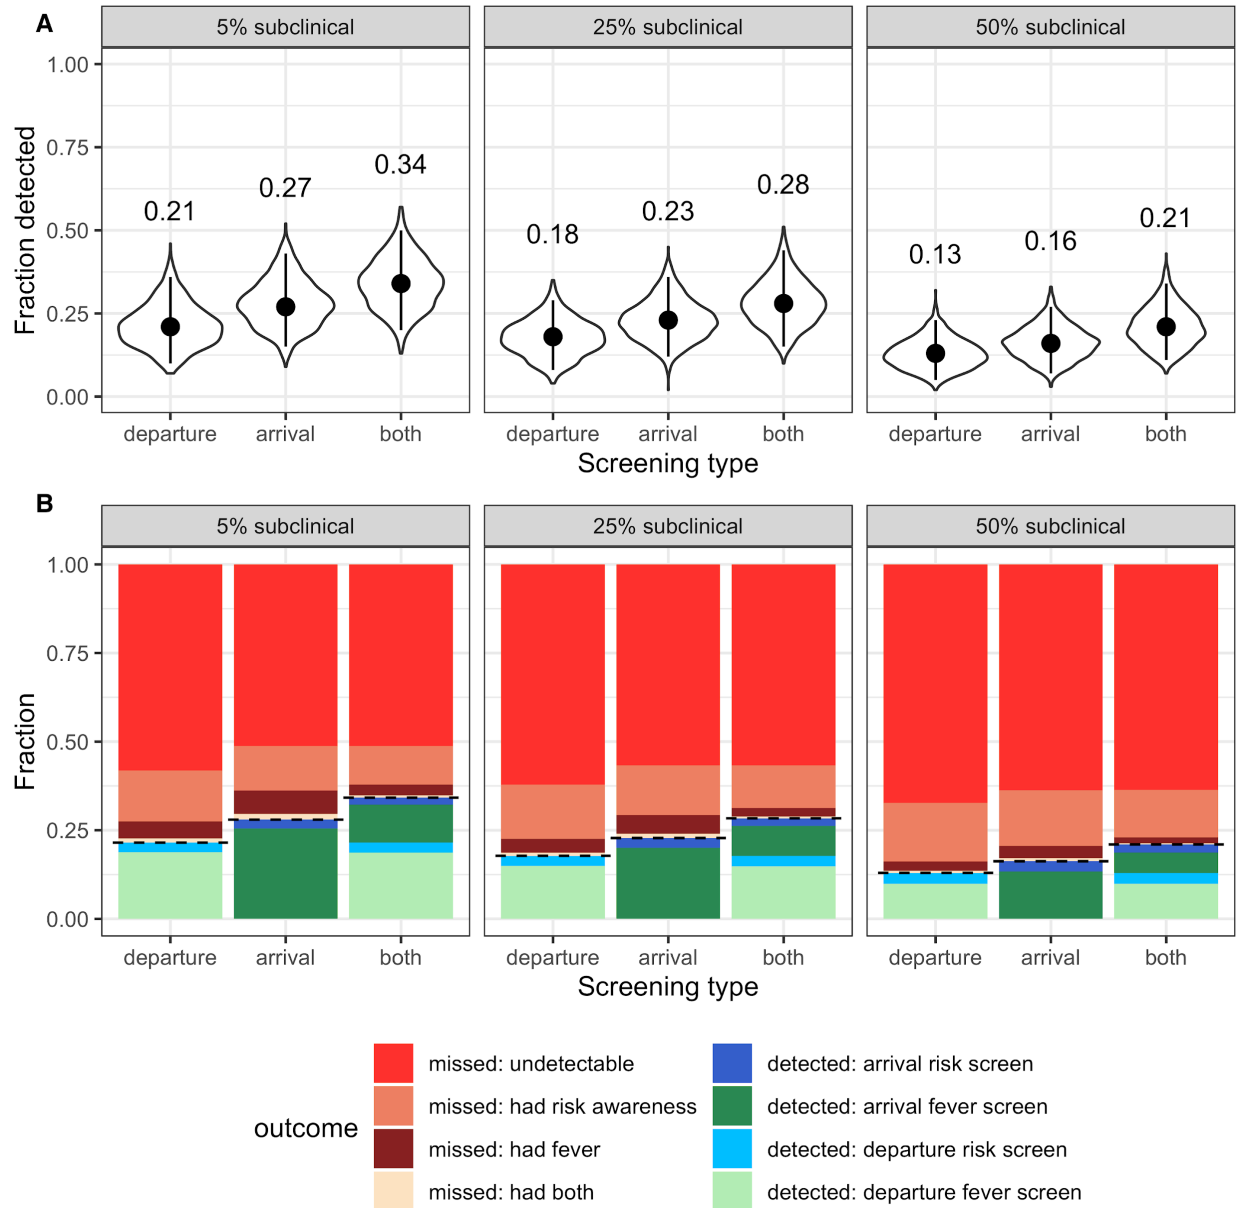 A
5% subclinical
25% subclinical
50% subclinical
Fraction detected
1.00
0.75
0.50
0.25
0.00
0.21
0.27
0.34
0.18
0.23
0.28
0.13
0.16
0.21
departure
arrival
both
departure
arrival
both
departure
arrival
both
Screening type
B
5% subclinical
25% subclinical
50% subclinical
Fraction
1.00
0.75
0.50
0.25
0.00
departure
arrival
both
departure
arrival
both
departure
arrival
both
Screening type
outcome
missed: undetectable
missed: had risk awareness
missed: had fever
missed: had both
detected: arrival risk screen
detected: arrival fever screen
detected: departure risk screen
detected: departure fever screen